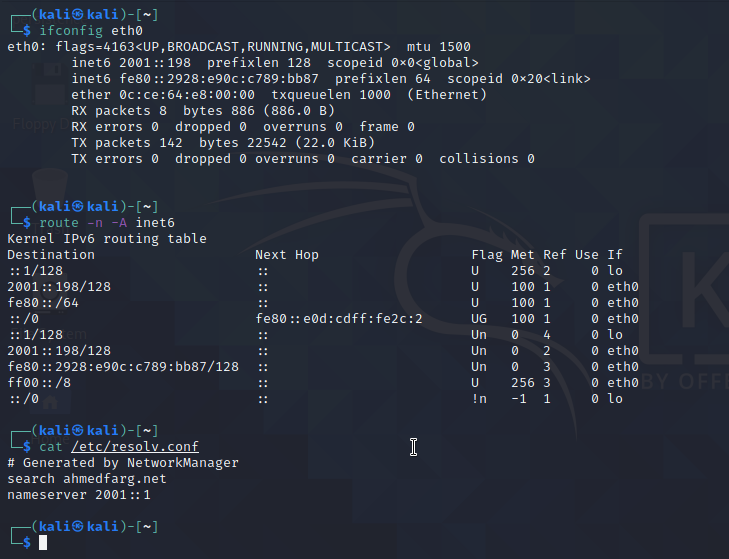 ┌──(kali㉿kali)-[~]
└─$ ifconfig eth0
eth0: flags=4163<UP,BROADCAST,RUNNING,MULTICAST>  mtu 1500
        inet6 2001::198  prefixlen 128  scopeid 0×0<global>
        inet6 fe80::2928:e90c:c789:bb87  prefixlen 64  scopeid 0×20<link>
        ether 0c:ce:64:e8:00:00  txqueuelen 1000  (Ethernet)
        RX packets 8  bytes 886 (886.0 B)
        RX errors 0  dropped 0  overruns 0  frame 0
        TX packets 142  bytes 22542 (22.0 KiB)
        TX errors 0  dropped 0 overruns 0  carrier 0  collisions 0
┌──(kali㉿kali)-[~]
└─$ route -n -A inet6
Kernel IPv6 routing table
Destination                    Next Hop                   Flag Met Ref Use If
::1/128                        ::                         U    256 2     0 lo
2001::198/128                  ::                         U    100 1     0 eth0
fe80::/64                      ::                         U    100 1     0 eth0
::/0                           fe80::e0d:cdff:fe2c:2      UG   100 1     0 eth0
::1/128                        ::                         Un   0   4     0 lo
2001::198/128                  ::                         Un   0   2     0 eth0
fe80::2928:e90c:c789:bb87/128  ::                         Un   0   3     0 eth0
ff00::/8                       ::                         U    256 3     0 eth0
::/0                           ::                         !n   -1  1     0 lo
┌──(kali㉿kali)-[~]
└─$ cat /etc/resolv.conf
# Generated by NetworkManager
search ahmedfarg.net
nameserver 2001::1
┌──(kali㉿kali)-[~]
└─$
K
BY OFFE